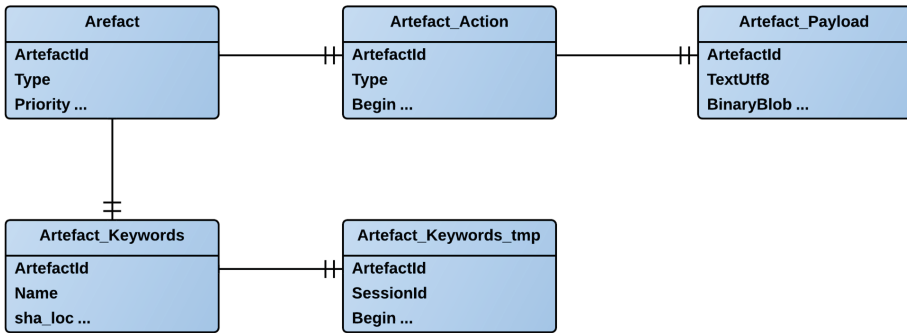 Arefact
ArtefactId
Type
Priority ...
Artefact_Action
ArtefactId
Type
Begin ...
Artefact_Payload
ArtefactId
TextUtf8
BinaryBlob ...
Artefact_Keywords
ArtefactId
Name
sha_loc ...
Artefact_Keywords_tmp
ArtefactId
SessionId
Begin ...